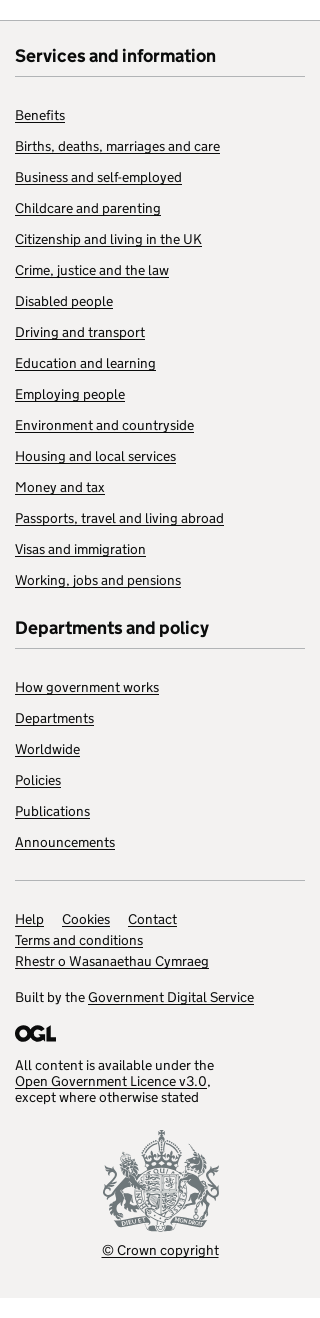 Services and information
Benefits
Births, deaths, marriages and care
Business and self-employed
Childcare and parenting
Citizenship and living in the UK
Crime, justice and the law
Disabled people
Driving and transport
Education and learning
Employing people
Environment and countryside
Housing and local services
Money and tax
Passports, travel and living abroad
Visas and immigration
Working, jobs and pensions
Departments and policy
How government works
Departments
Worldwide
Policies
Publications
Announcements
Help Cookies Contact
Terms and conditions
Rhestr o Wasanaethau Cymraeg
Built by the Government Digital Service
OGL
All content is available under the
Open Government Licence v3.0,
except where otherwise stated
DIEU ET MON DROIT
© Crown copyright